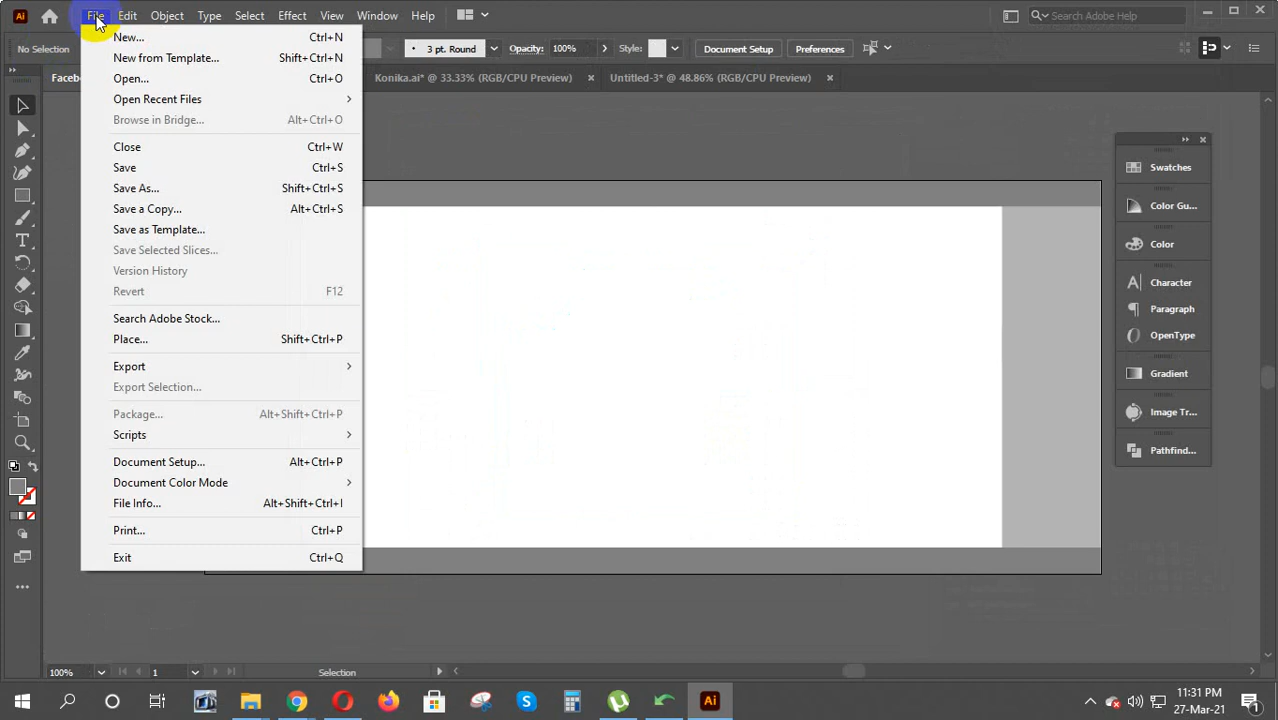 Ai File Edit Object Type Select Effect View Window Help Search Adobe Help
No Selection 3 pt. Round Opacity: 100% Style: Document Setup Preferences
Faceb Konika.ai* @ 33.33% (RGB/CPU Preview) Untitled-3* @ 48.86% (RGB/CPU Preview)
New... Ctrl+N
New from Template... Shift+Ctrl+N
Open... Ctrl+O
Open Recent Files
Browse in Bridge... Alt+Ctrl+O
Close Ctrl+W
Save Ctrl+S
Save As... Shift+Ctrl+S
Save a Copy... Alt+Ctrl+S
Save as Template...
Save Selected Slices...
Version History
Revert F12
Search Adobe Stock...
Place... Shift+Ctrl+P
Export
Export Selection...
Package... Alt+Shift+Ctrl+P
Scripts
Document Setup... Alt+Ctrl+P
Document Color Mode
File Info... Alt+Shift+Ctrl+I
Print... Ctrl+P
Exit Ctrl+Q
Swatches
Color Gu...
Color
Character
Paragraph
OpenType
Gradient
Image Tr...
Pathfind...
100% 1 Selection
Ai
11:31 PM
27-Mar-21
1